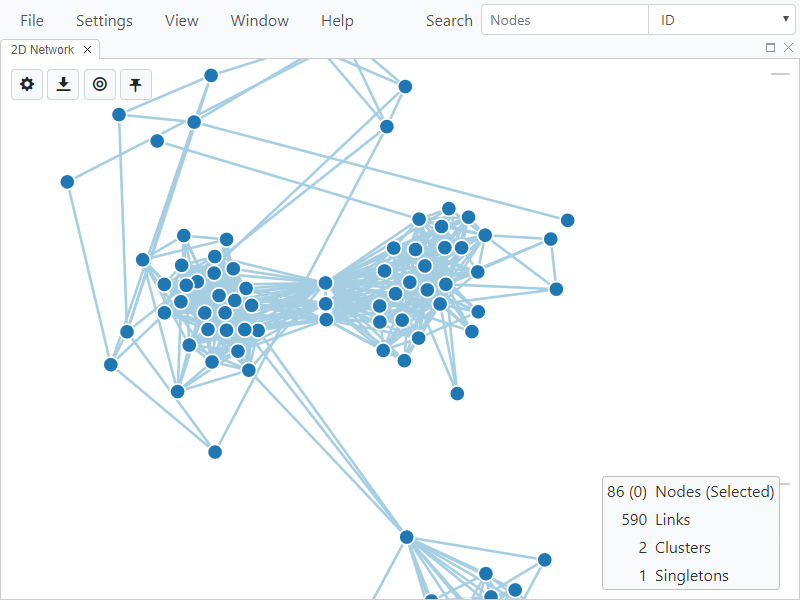 File Settings View Window Help Search Nodes ID
2D Network
86 (0) Nodes (Selected)
590 Links
2 Clusters
1 Singletons